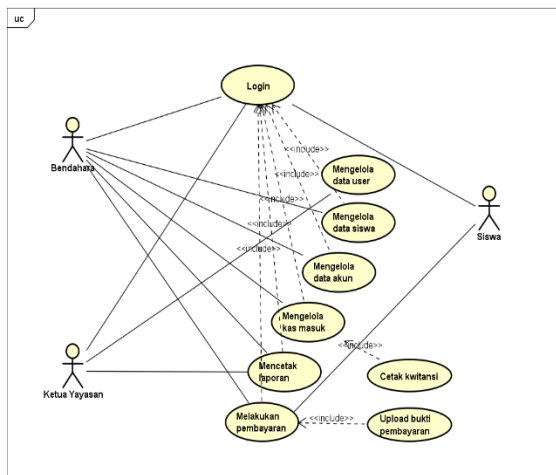 uc
Login
Bendahara
<<include>>
<<include>>
Mengelola
data user
<<include>>
Mengelola
data siswa
Siswa
<<include>>
Mengelola
data akun
Mengelola
kas masuk
<<include>>
Mencetak
laporan
Cetak kwitansi
Ketua Yayasan
Melakukan
pembayaran
<<include>>
Upload bukti
pembayaran